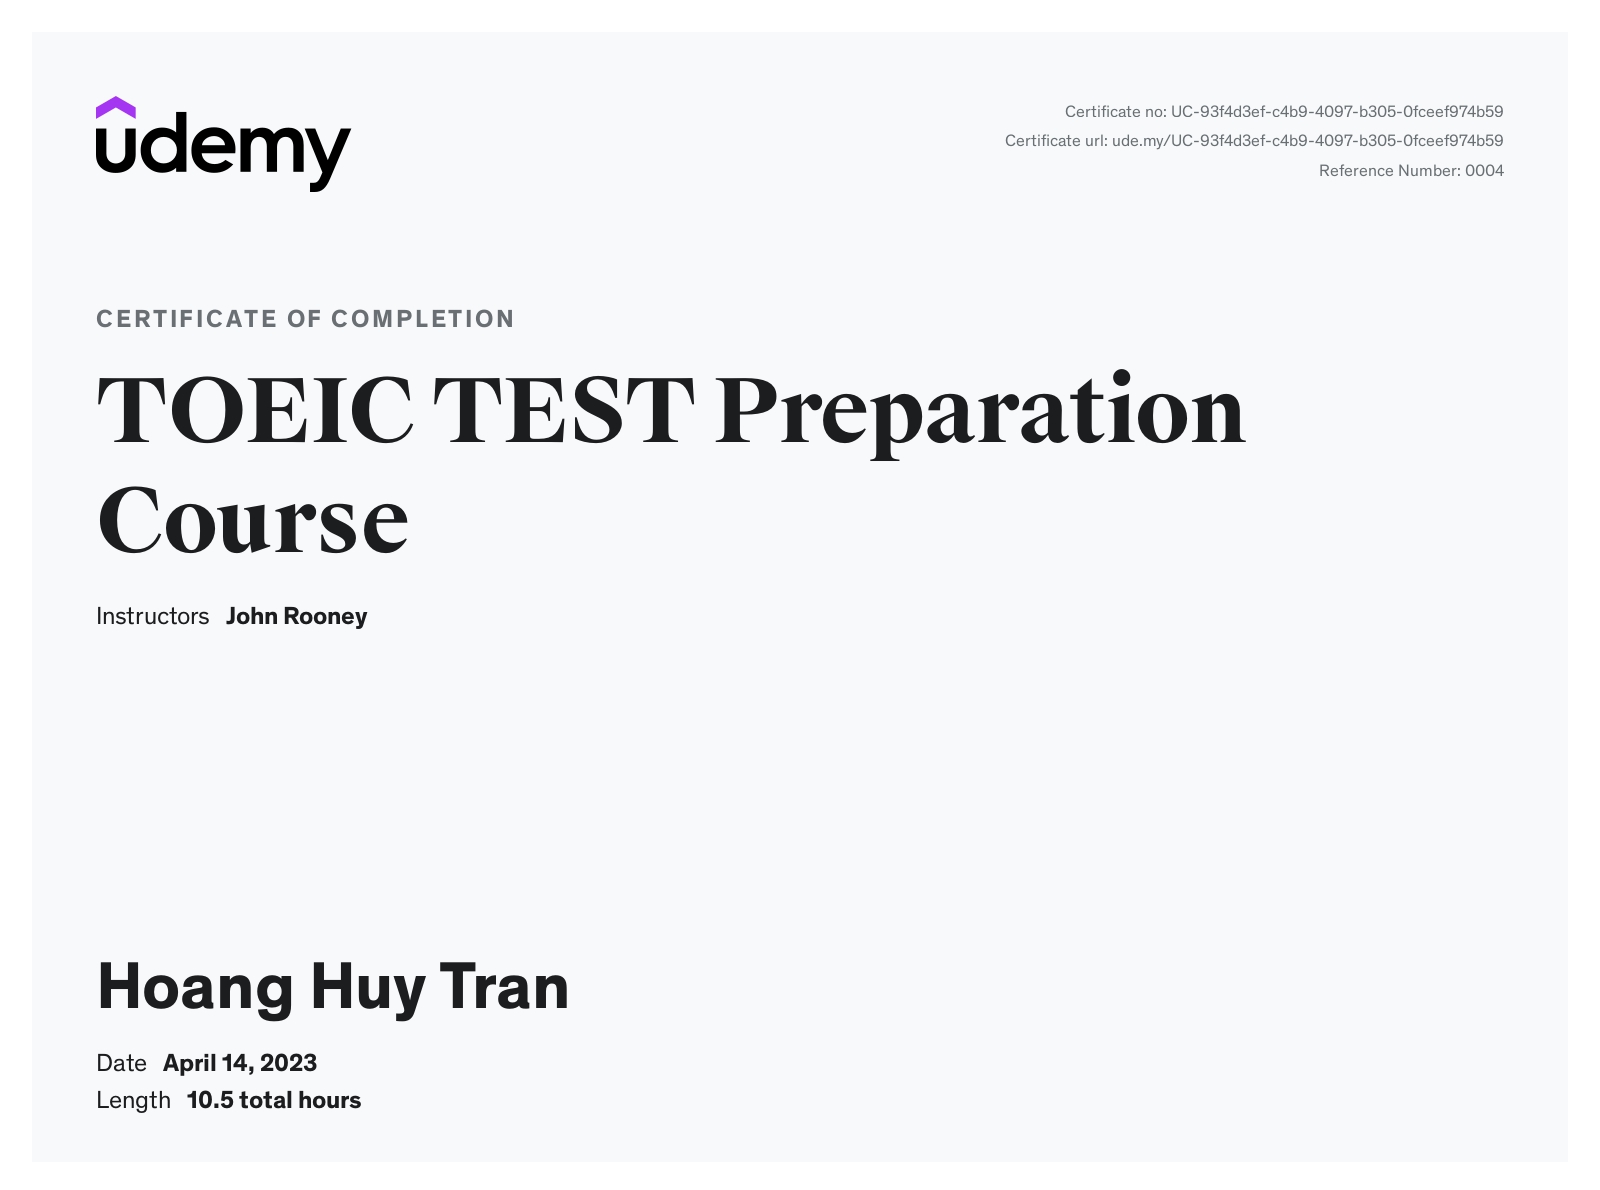 udemy
Certificate no: UC-93f4d3ef-c4b9-4097-b305-0fceef974b59
Certificate url: ude.my/UC-93f4d3ef-c4b9-4097-b305-0fceef974b59
Reference Number: 0004
CERTIFICATE OF COMPLETION
TOEIC TEST Preparation
Course
Instructors John Rooney
Hoang Huy Tran
Date April 14, 2023
Length 10.5 total hours